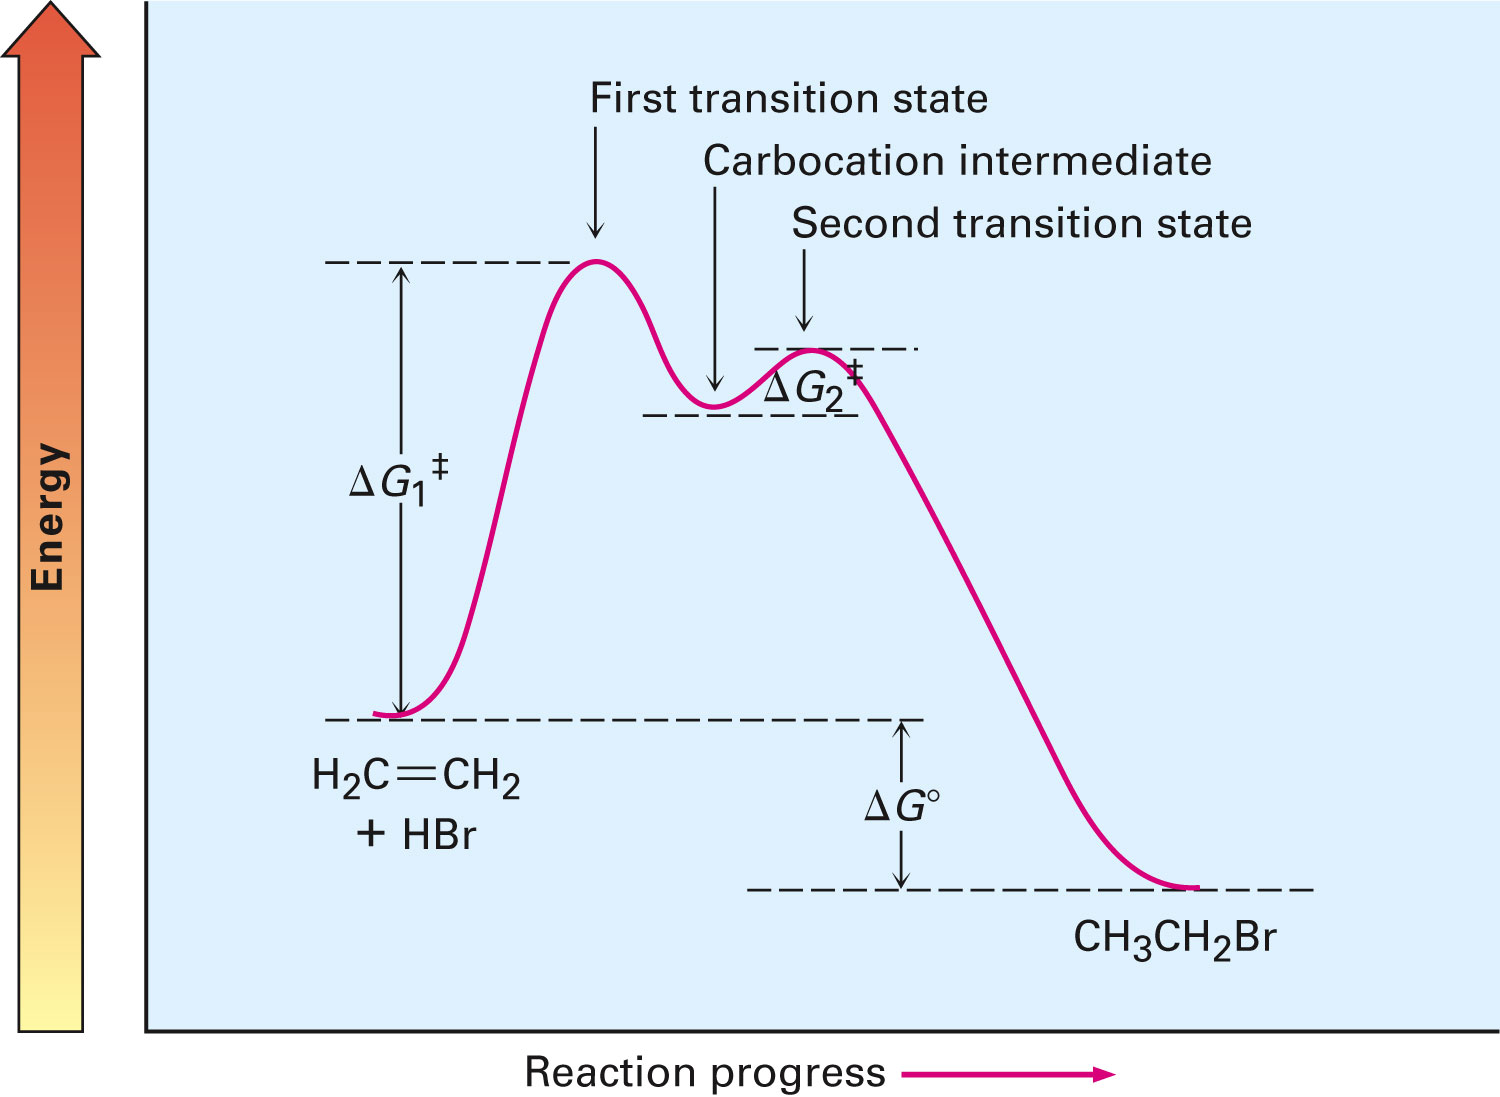 First transition state
Carbocation intermediate
Second transition state
ΔG₂‡
ΔG₁‡
Energy
H₂C=CH₂
+ HBr
ΔG°
CH₃CH₂Br
Reaction progress